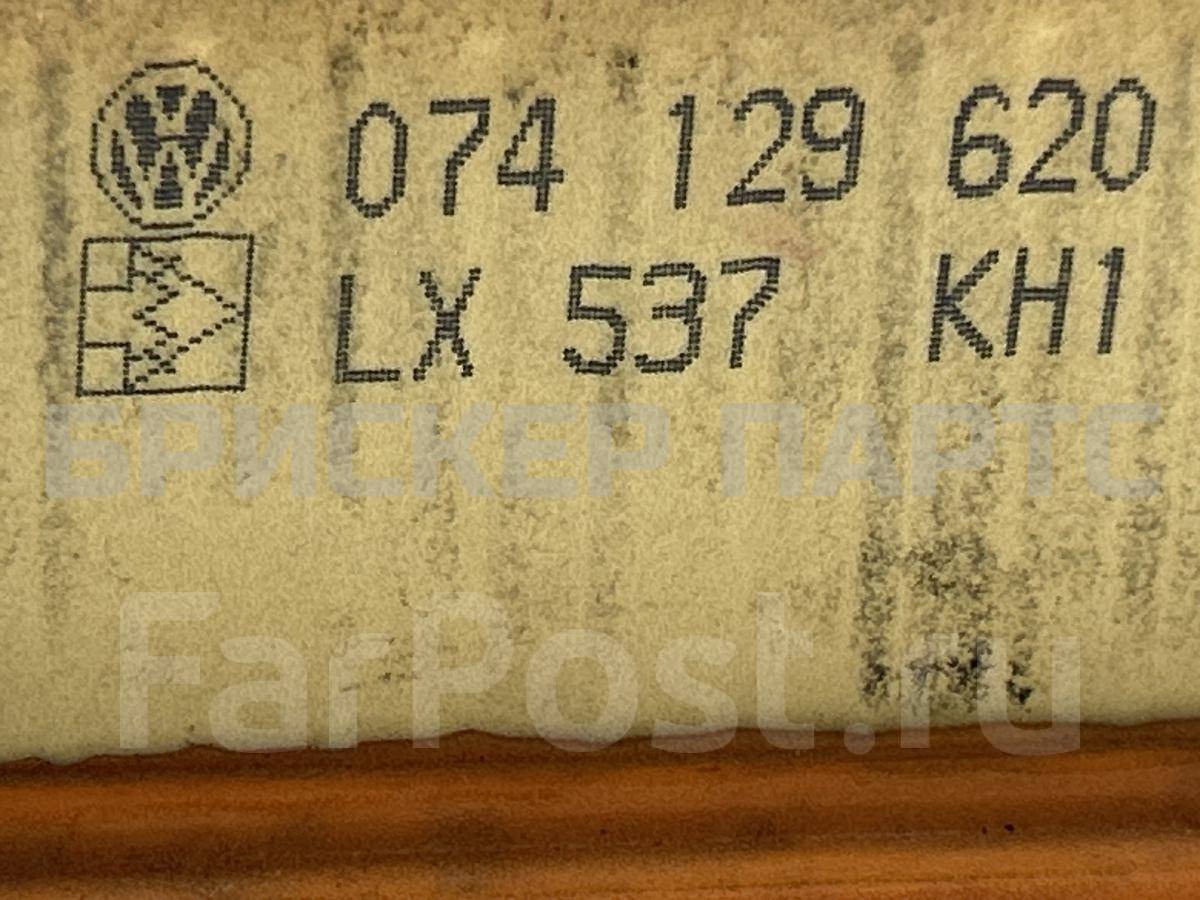 074 129 620
LX 537 KH1
БРИСКЕР ПАРТС
FarPost.ru